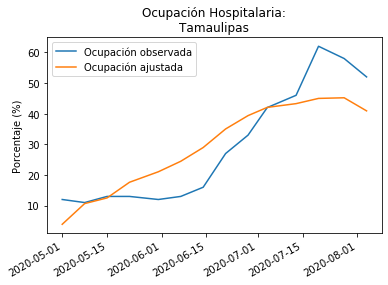 Ocupación Hospitalaria:
Tamaulipas
Ocupación observada
Ocupación ajustada
Porcentaje (%)
60
50
40
30
20
10
2020-05-01
2020-05-15
2020-06-01
2020-06-15
2020-07-01
2020-07-15
2020-08-01